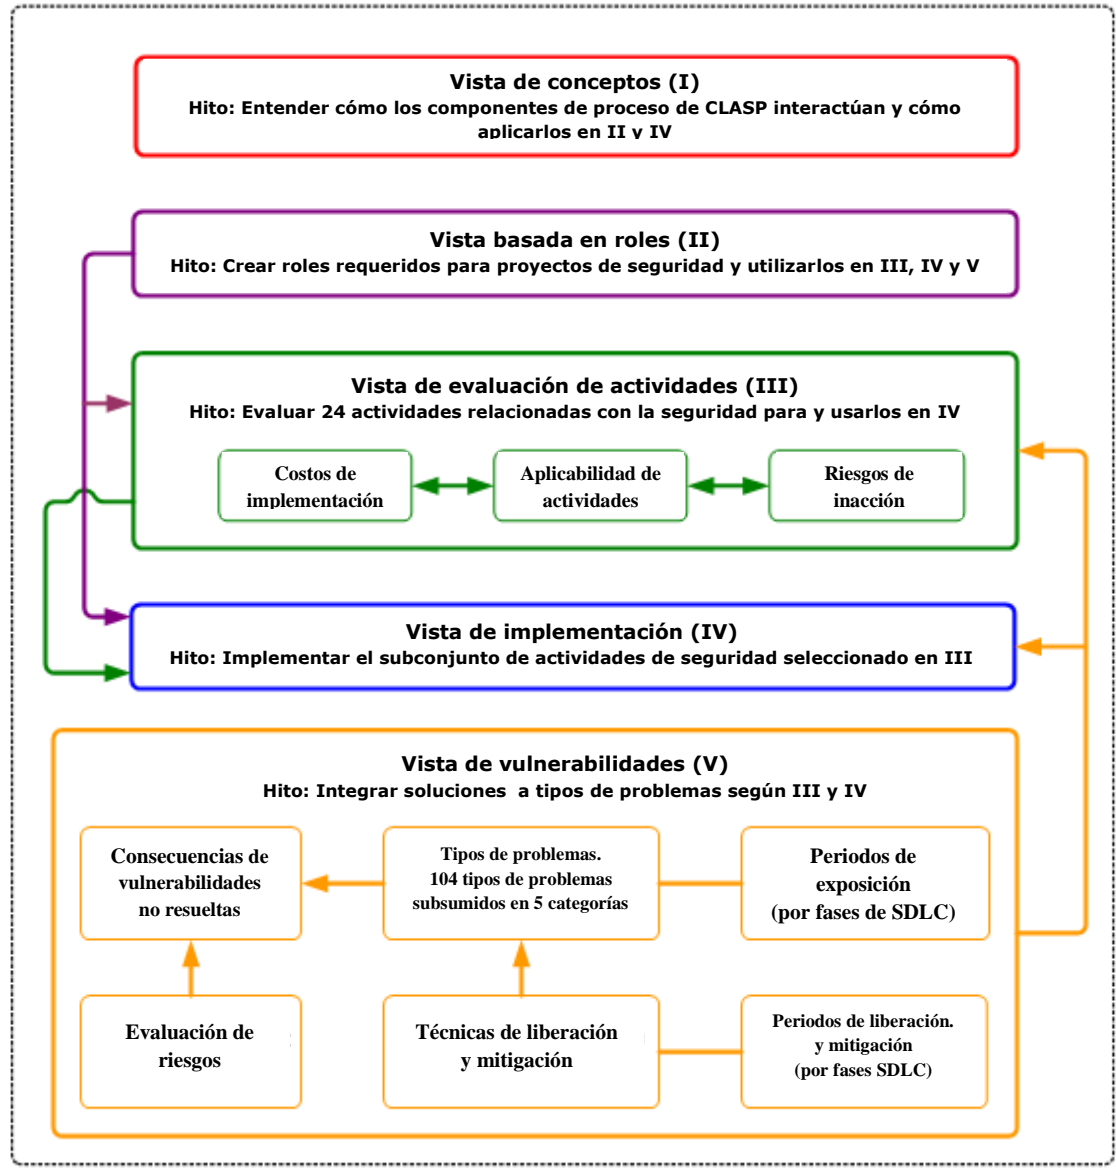 Vista de conceptos (I)
Hito: Entender cómo los componentes de proceso de CLASP interactúan y cómo
aplicarlos en II y IV
Vista basada en roles (II)
Hito: Crear roles requeridos para proyectos de seguridad y utilizarlos en III, IV y V
Vista de evaluación de actividades (III)
Hito: Evaluar 24 actividades relacionadas con la seguridad para y usarlos en IV
Costos de
implementación
Aplicabilidad de
actividades
Riesgos de
inacción
Vista de implementación (IV)
Hito: Implementar el subconjunto de actividades de seguridad seleccionado en III
Vista de vulnerabilidades (V)
Hito: Integrar soluciones a tipos de problemas según III y IV
Consecuencias de
vulnerabilidades
no resueltas
Tipos de problemas.
104 tipos de problemas
subsumidos en 5 categorías
Periodos de
exposición
(por fases de SDLC)
Evaluación de
riesgos
Técnicas de liberación
y mitigación
Periodos de liberación.
y mitigación
(por fases SDLC)